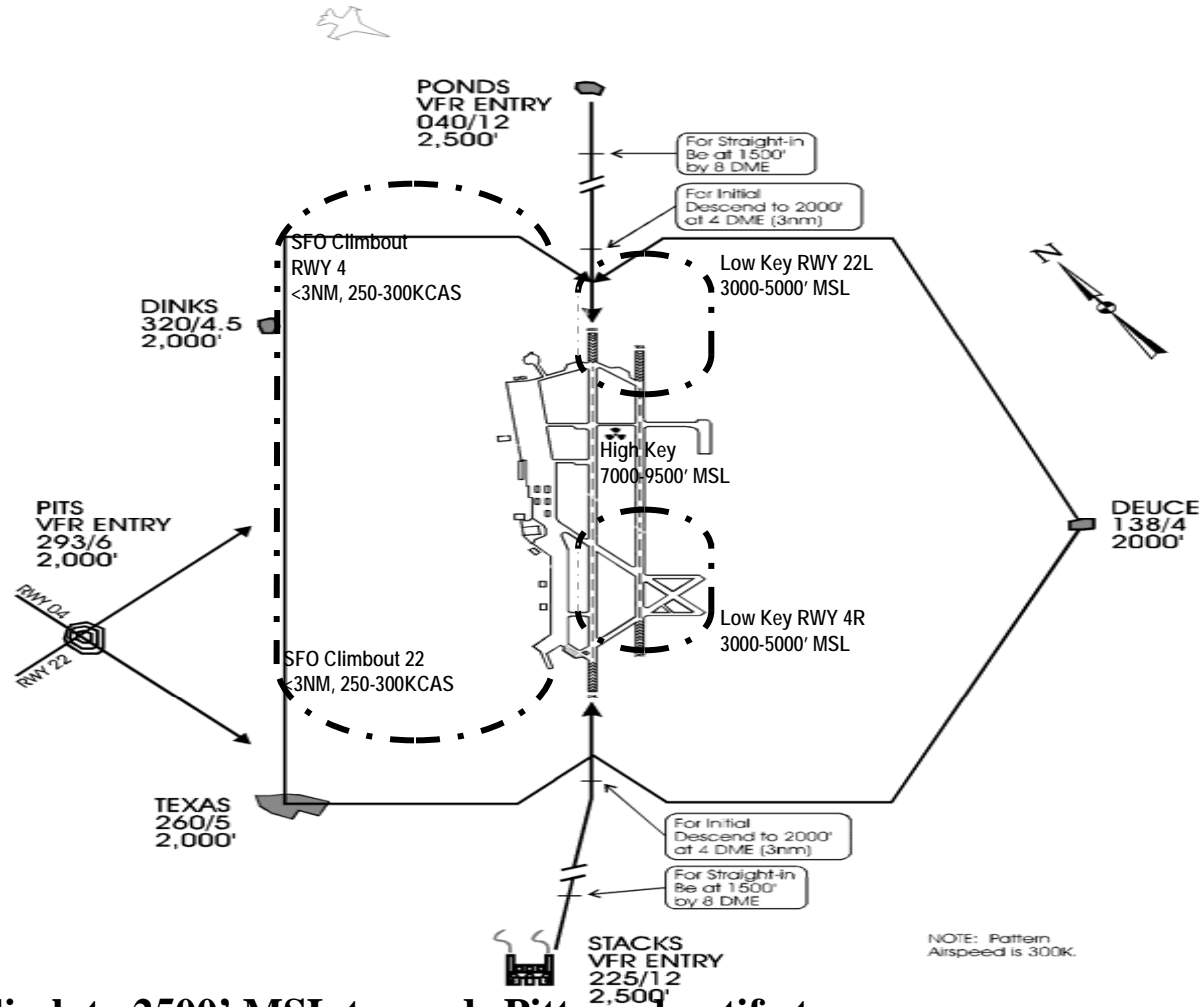 PONDS
VFR ENTRY
040/12
2,500'
For Straight-in
Be at 1500'
by 8 DME
For Initial
Descend to 2000'
at 4 DME (3nm)
SFO Climbout
RWY 4
<3NM, 250-300KCAS
Low Key RWY 22L
3000-5000' MSL
N
DINKS
320/4.5
2,000'
High Key
7000-9500' MSL
PITS
VFR ENTRY
293/6
2,000'
DEUCE
138/4
2000'
RWY 04
RWY 22
Low Key RWY 4R
3000-5000' MSL
SFO Climbout 22
<3NM, 250-300KCAS
TEXAS
260/5
2,000'
For Initial
Descend to 2000'
at 4 DME (3nm)
For Straight-in
Be at 1500'
by 8 DME
STACKS
VFR ENTRY
225/12
2,500'
NOTE: Pattern
Airspeed is 300K.